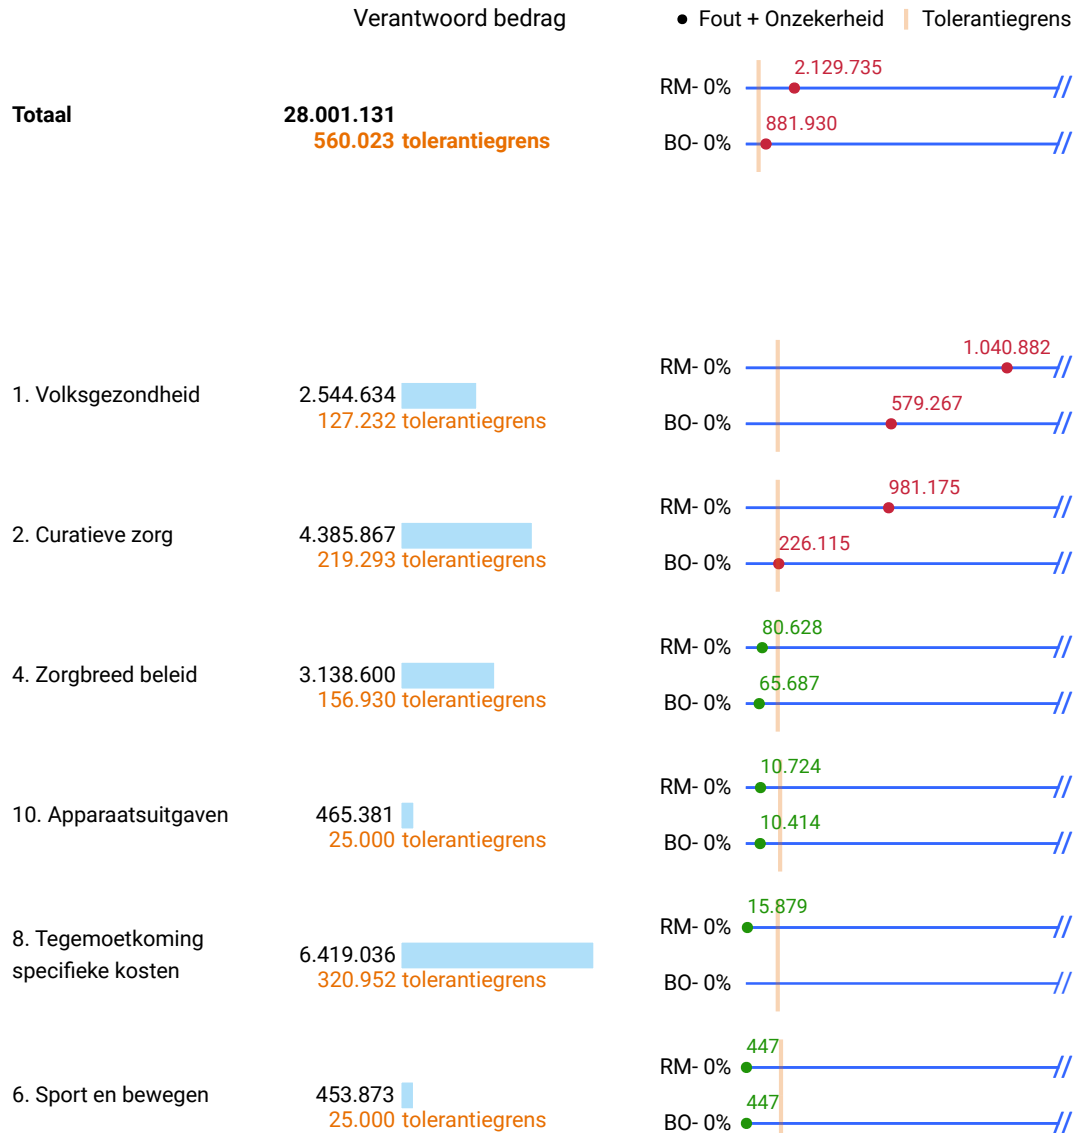 Verantwoord bedrag
Fout + Onzekerheid
Tolerantiegrens
Totaal
28.001.131
560.023 tolerantiegrens
RM- 0%
2.129.735
BO- 0%
881.930
1. Volksgezondheid
2.544.634
127.232 tolerantiegrens
RM- 0%
1.040.882
BO- 0%
579.267
2. Curatieve zorg
4.385.867
219.293 tolerantiegrens
RM- 0%
981.175
BO- 0%
226.115
4. Zorgbreed beleid
3.138.600
156.930 tolerantiegrens
RM- 0%
80.628
BO- 0%
65.687
10. Apparaatsuitgaven
465.381
25.000 tolerantiegrens
RM- 0%
10.724
BO- 0%
10.414
8. Tegemoetkoming
specifieke kosten
6.419.036
320.952 tolerantiegrens
RM- 0%
15.879
BO- 0%
6. Sport en bewegen
453.873
25.000 tolerantiegrens
RM- 0%
447
BO- 0%
447